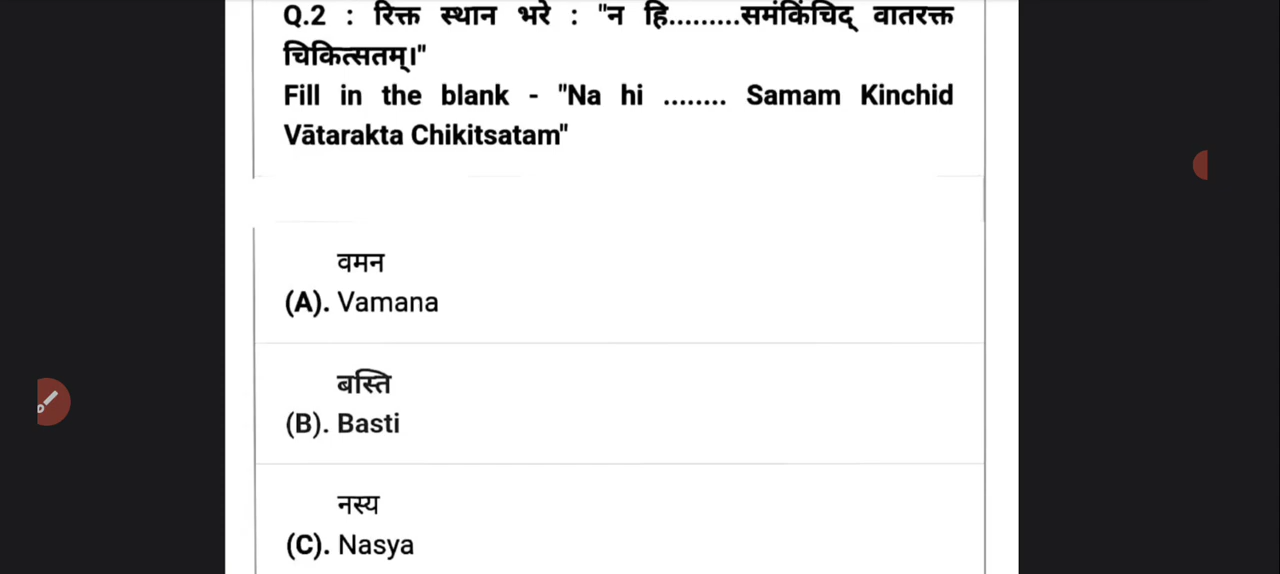 Q.2 : रिक्त स्थान भरे : "न हि.........समंकिंचिद् वातरक्त
चिकित्सतम्।"
Fill in the blank - "Na hi ........ Samam Kinchid
Vātarakta Chikitsatam"
वमन
(A). Vamana
बस्ति
(B). Basti
नस्य
(C). Nasya